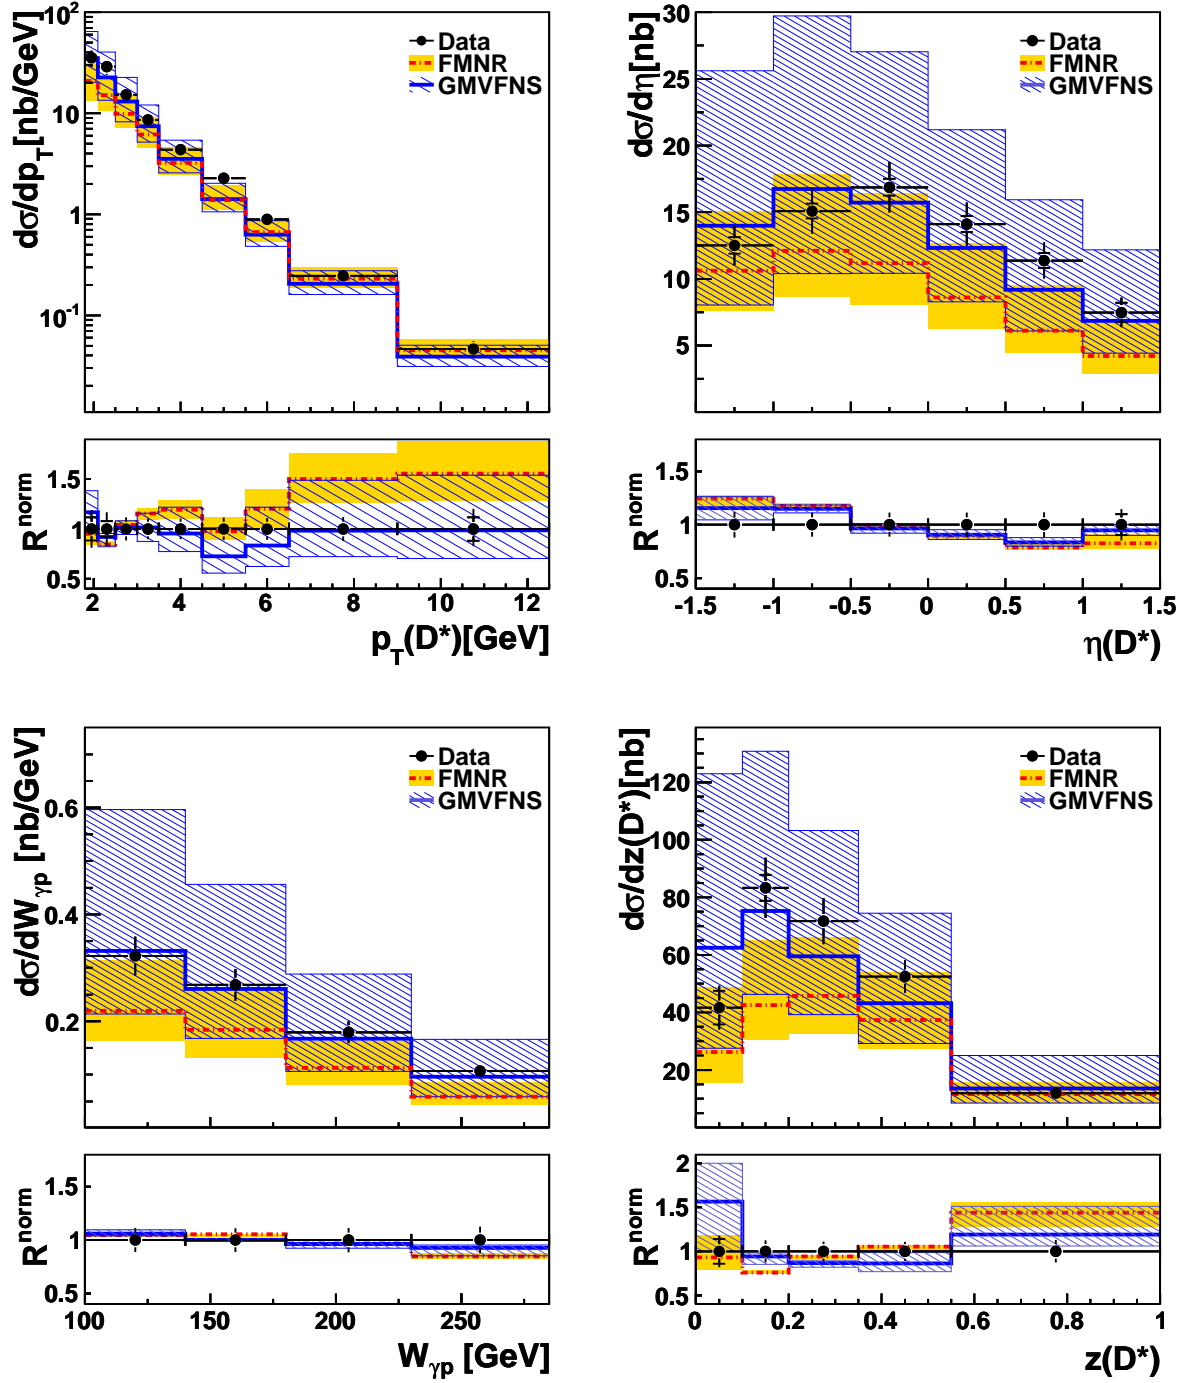 dσ/dp_T[nb/GeV]
10²
10
1
10⁻¹
Data
FMNR
GMVFNS
R^norm
1.5
1
0.5
2 4 6 8 10 12
p_T(D*)[GeV]
dσ/dη[nb]
30
25
20
15
10
5
Data
FMNR
GMVFNS
R^norm
1.5
1
0.5
-1.5 -1 -0.5 0 0.5 1 1.5
η(D*)
dσ/dW_γp [nb/GeV]
0.6
0.4
0.2
Data
FMNR
GMVFNS
R^norm
1.5
1
0.5
100 150 200 250
W_γp [GeV]
dσ/dz(D*)[nb]
120
100
80
60
40
20
Data
FMNR
GMVFNS
R^norm
2
1.5
1
0.5
0 0.2 0.4 0.6 0.8 1
z(D*)